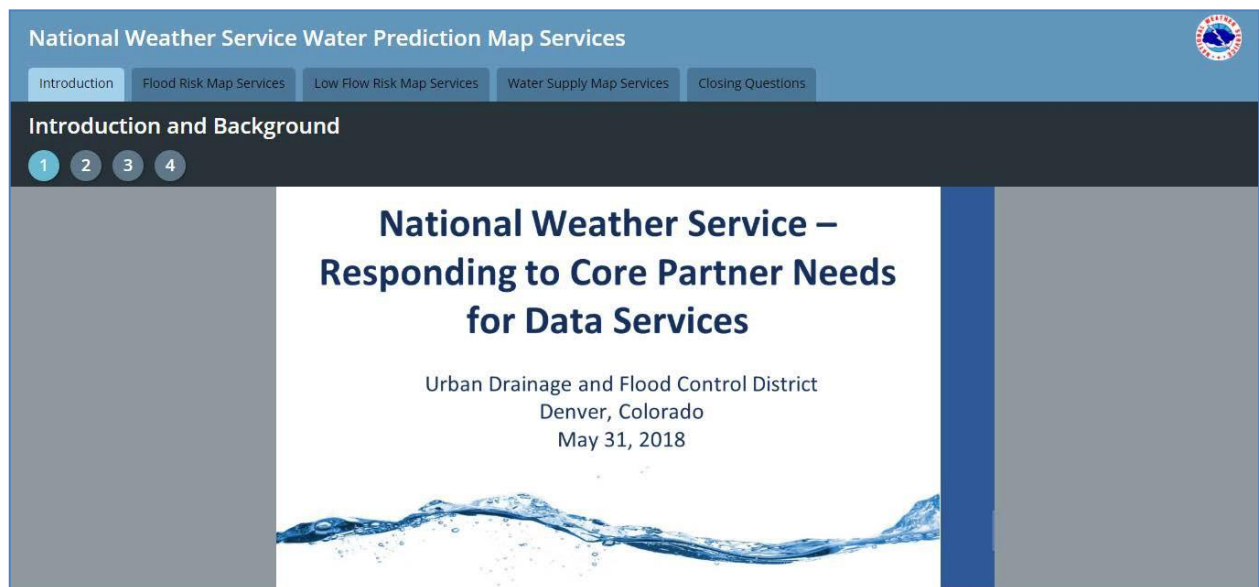 National Weather Service Water Prediction Map Services
Introduction
Flood Risk Map Services
Low Flow Risk Map Services
Water Supply Map Services
Closing Questions
Introduction and Background
1 2 3 4
National Weather Service –
Responding to Core Partner Needs
for Data Services
Urban Drainage and Flood Control District
Denver, Colorado
May 31, 2018